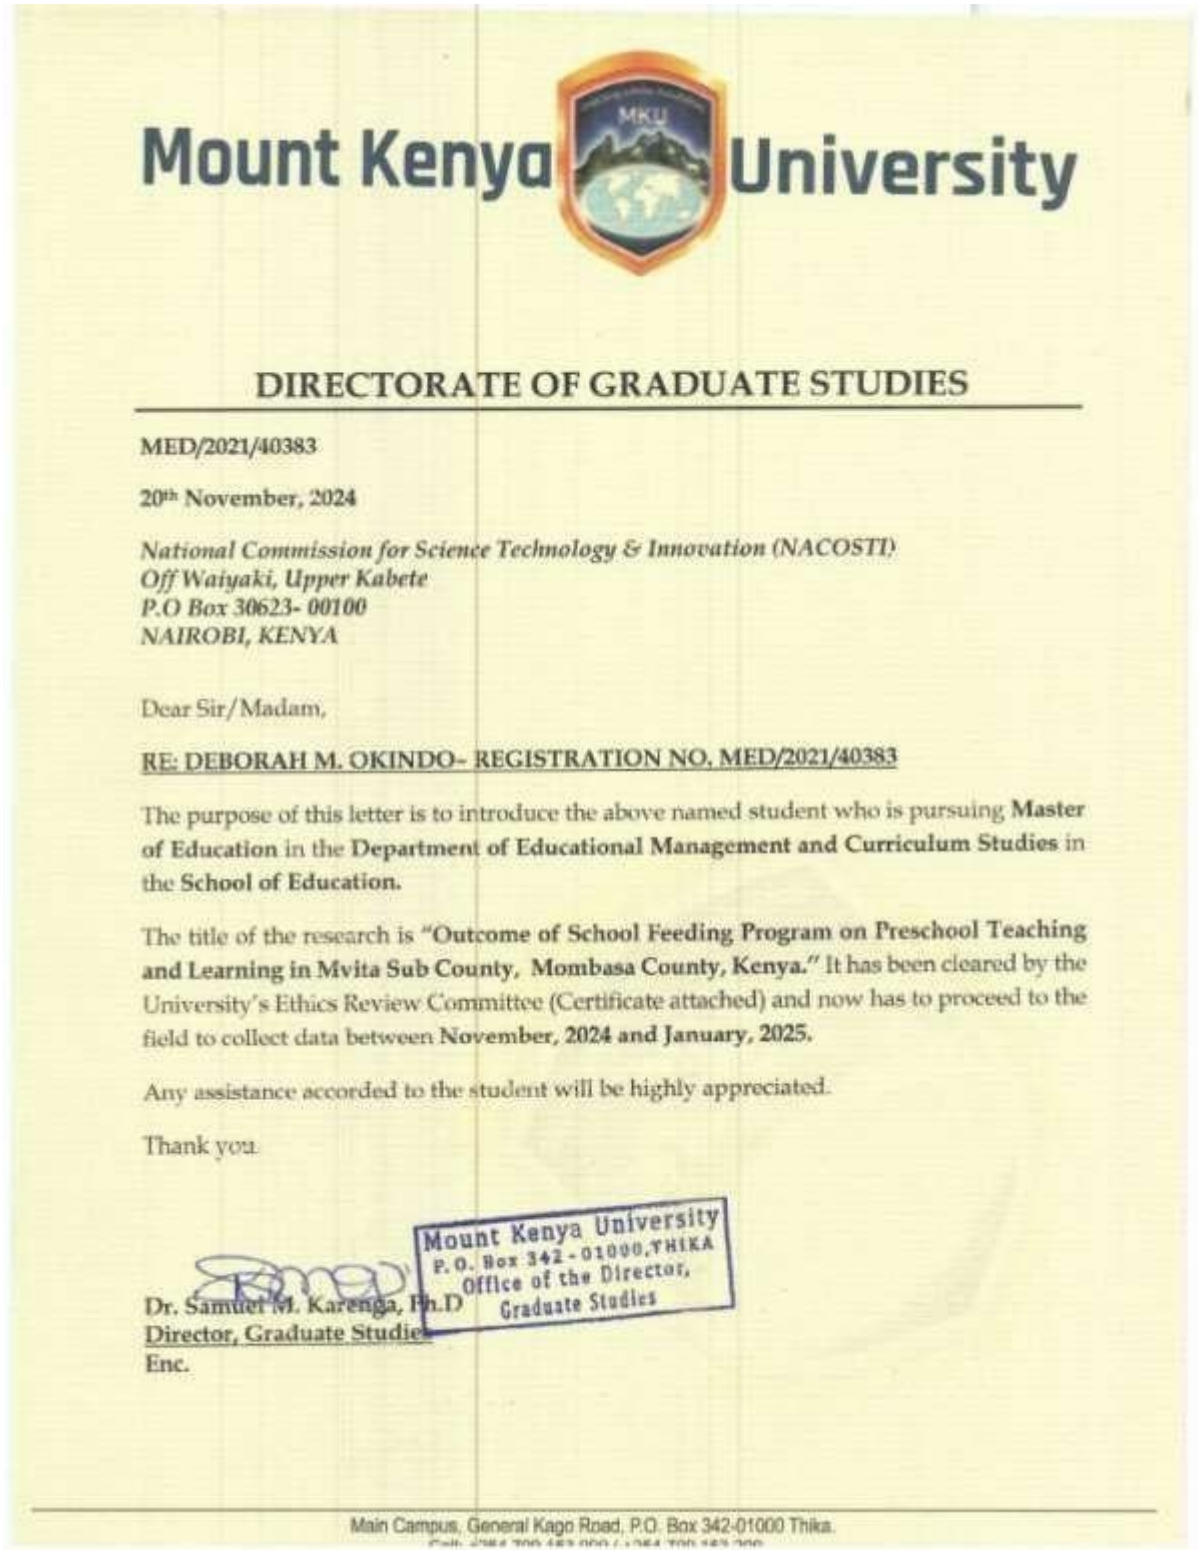 Mount Kenya University
MKU
DIRECTORATE OF GRADUATE STUDIES
MED/2021/40383
20th November, 2024
National Commission for Science Technology & Innovation (NACOSTI)
Off Waiyaki, Upper Kabete
P.O Box 30623- 00100
NAIROBI, KENYA
Dear Sir/Madam,
RE: DEBORAH M. OKINDO- REGISTRATION NO. MED/2021/40383
The purpose of this letter is to introduce the above named student who is pursuing Master
of Education in the Department of Educational Management and Curriculum Studies in
the School of Education.
The title of the research is "Outcome of School Feeding Program on Preschool Teaching
and Learning in Mvita Sub County, Mombasa County, Kenya." It has been cleared by the
University's Ethics Review Committee (Certificate attached) and now has to proceed to the
field to collect data between November, 2024 and January, 2025.
Any assistance accorded to the student will be highly appreciated.
Thank you.
Mount Kenya University
P.O. Box 342-01000, THIKA
Office of the Director,
Graduate Studies
Dr. Samuel M. Karenga, Ph.D
Director, Graduate Studies
Enc.
Main Campus, General Kago Road, P.O. Box 342-01000 Thika.